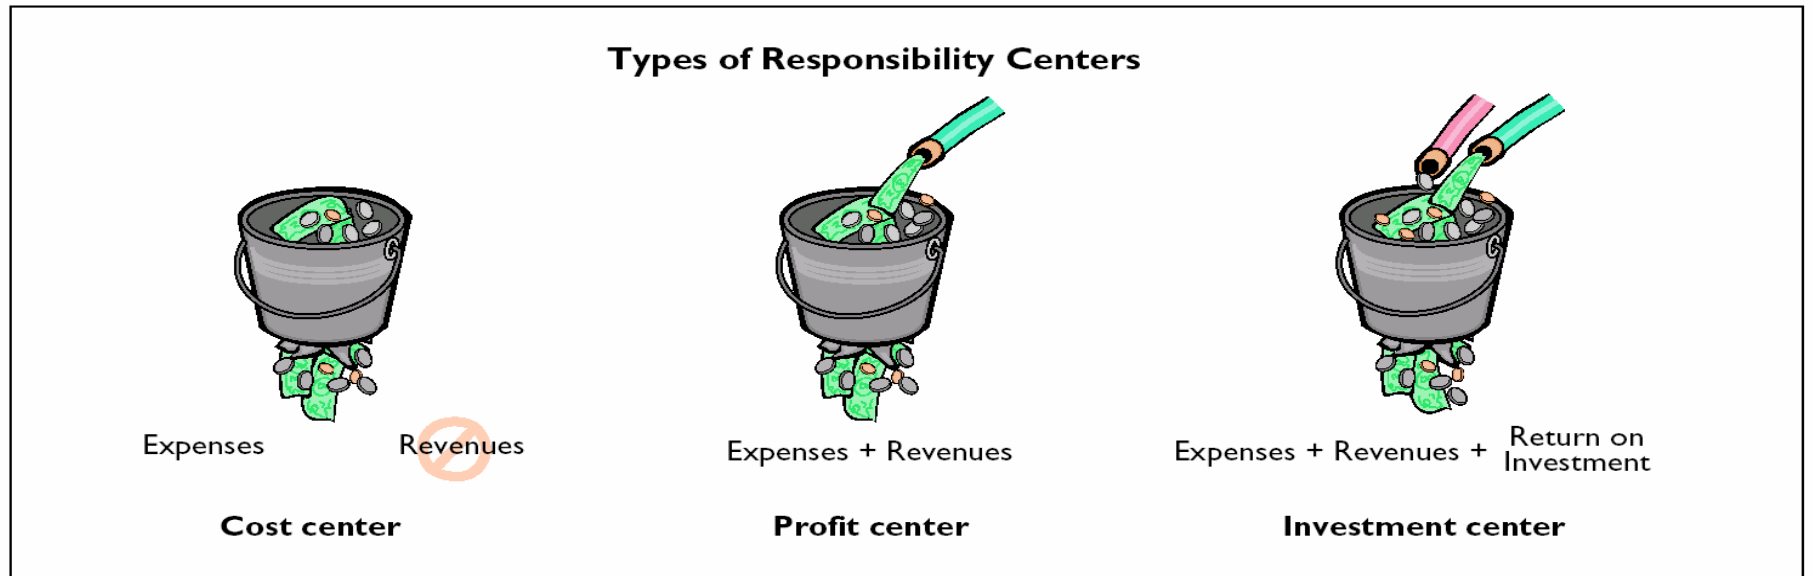 Types of Responsibility Centers
Expenses Revenues
Expenses + Revenues
Expenses + Revenues + Return on Investment
Cost center
Profit center
Investment center